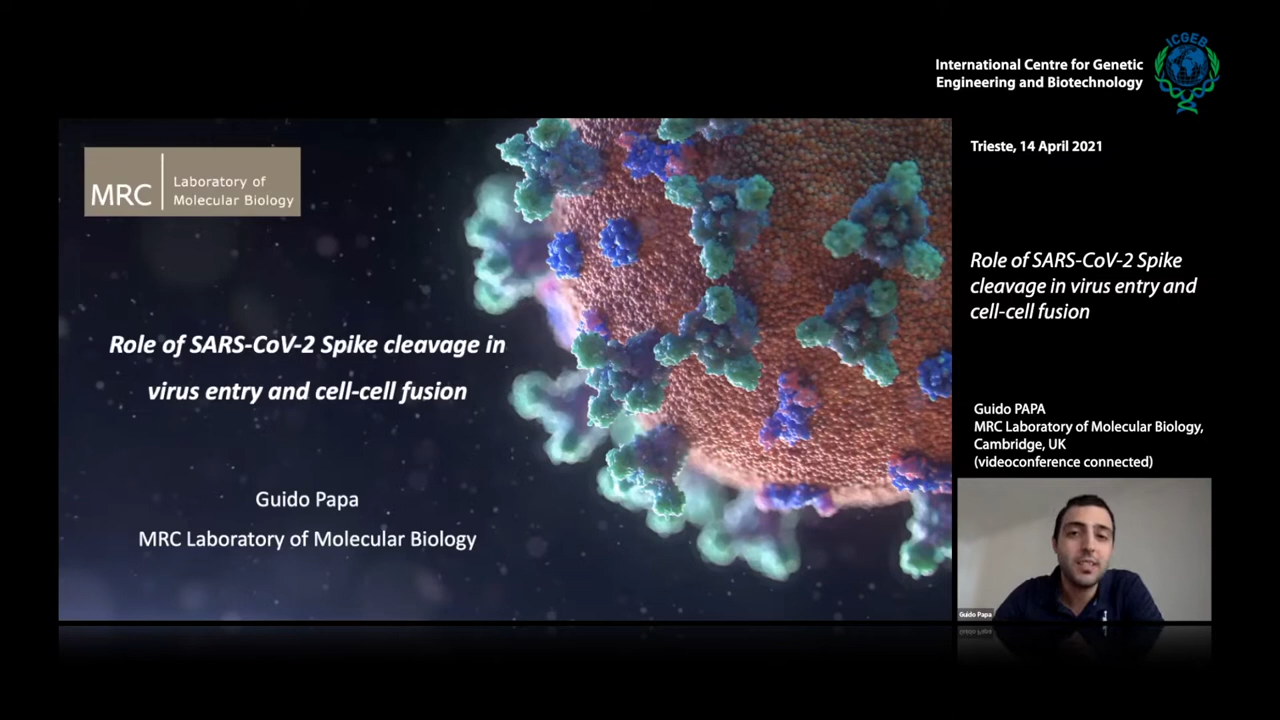 ICGEB
International Centre for Genetic
Engineering and Biotechnology
MRC
Laboratory of
Molecular Biology
Role of SARS-CoV-2 Spike cleavage in
virus entry and cell-cell fusion
Guido Papa
MRC Laboratory of Molecular Biology
Trieste, 14 April 2021
Role of SARS-CoV-2 Spike
cleavage in virus entry and
cell-cell fusion
Guido PAPA
MRC Laboratory of Molecular Biology,
Cambridge, UK
(videoconference connected)
Guido Papa